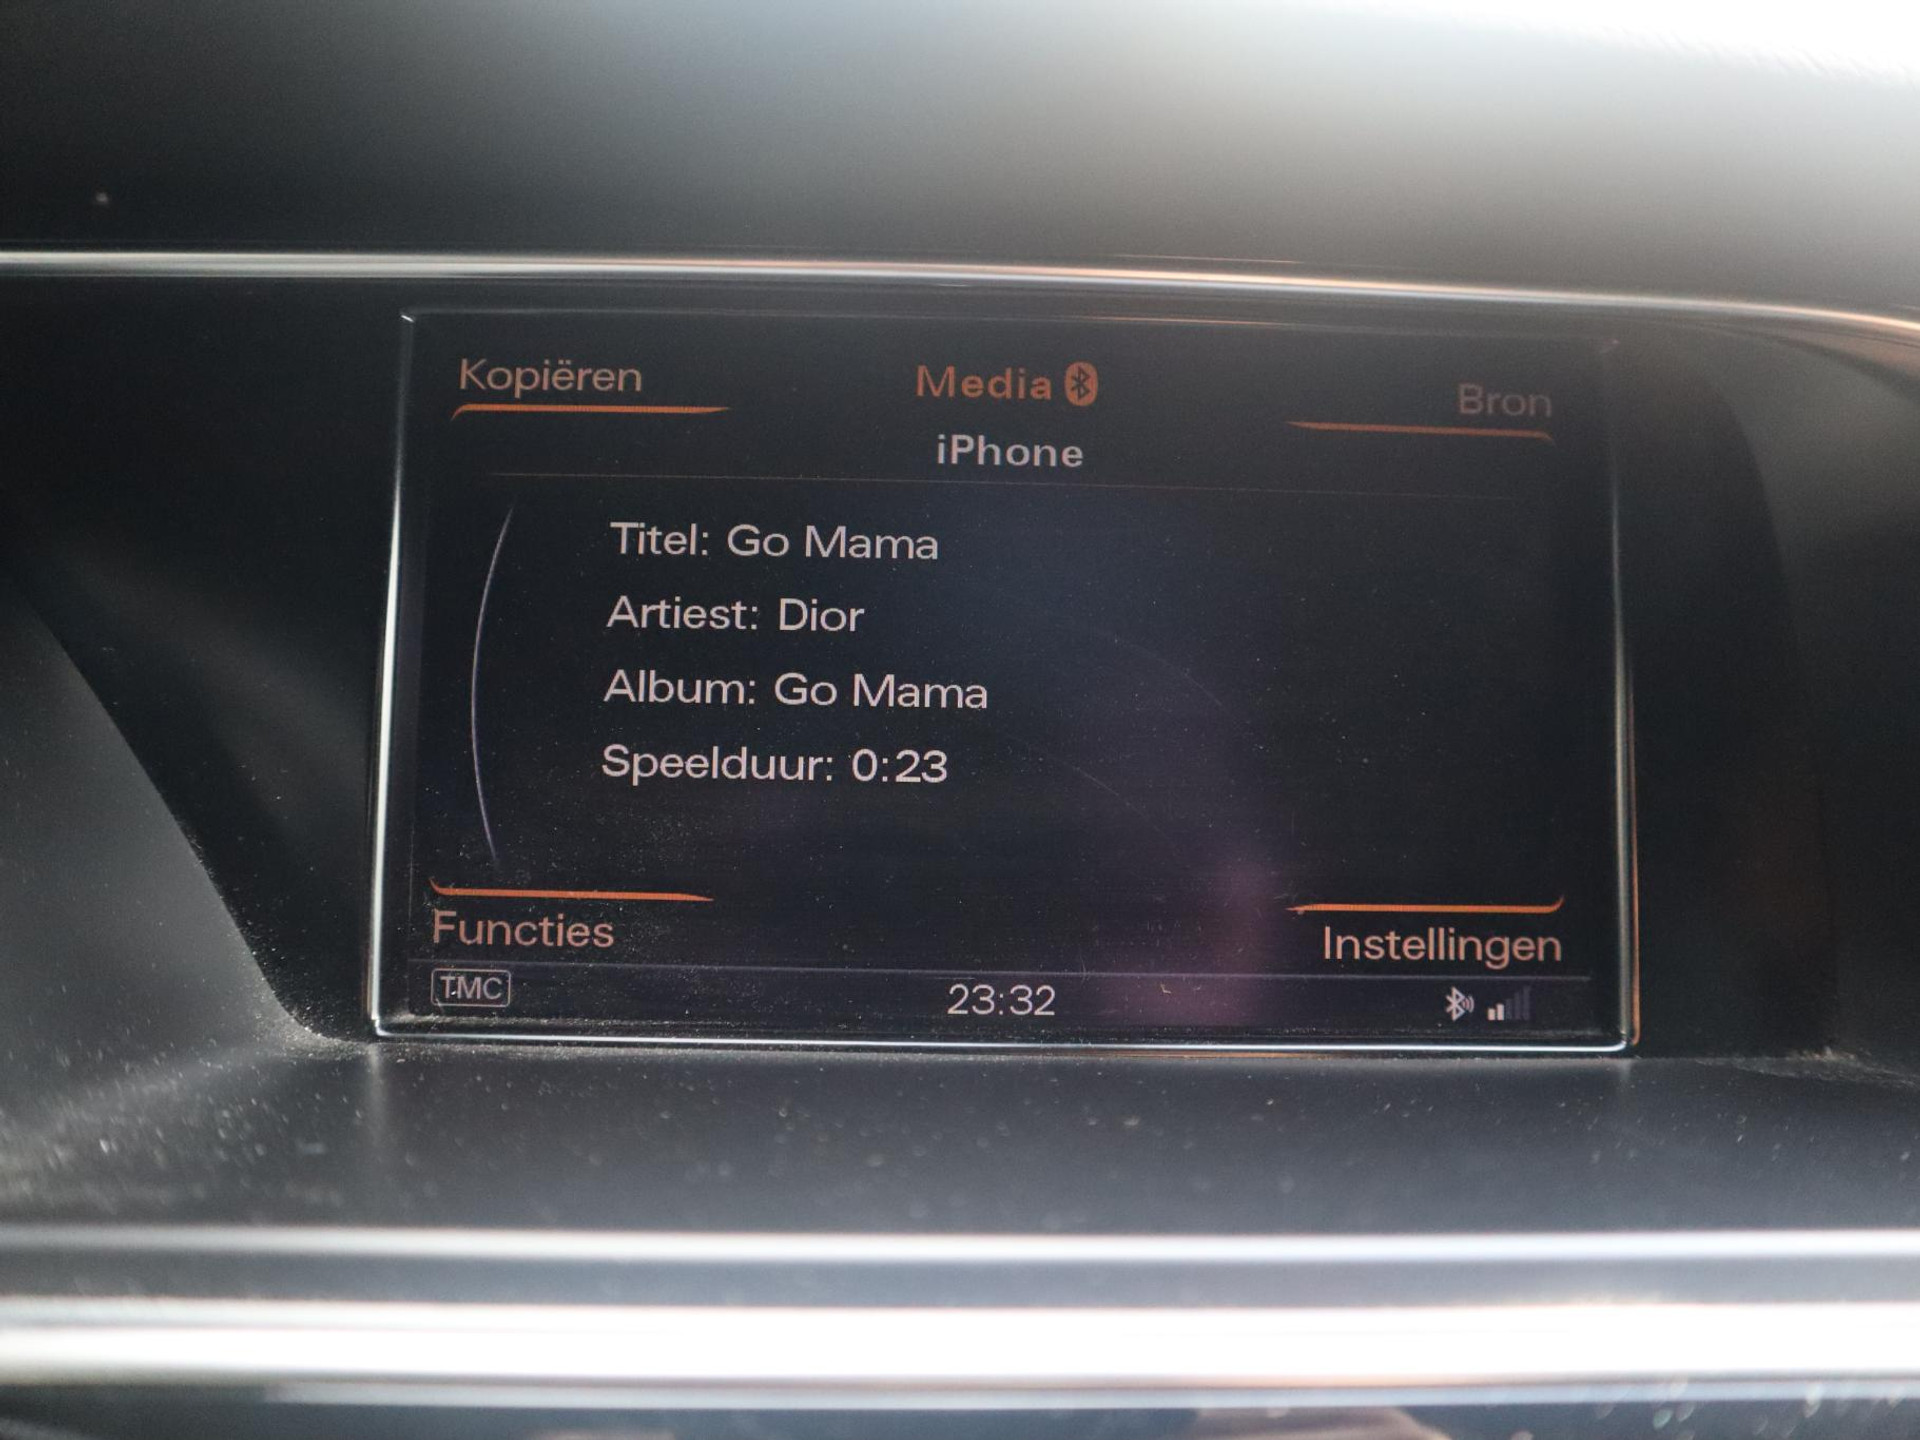 Kopiëren
Media
Bron
iPhone
Titel: Go Mama
Artiest: Dior
Album: Go Mama
Speelduur: 0:23
Functies
Instellingen
TMC
23:32